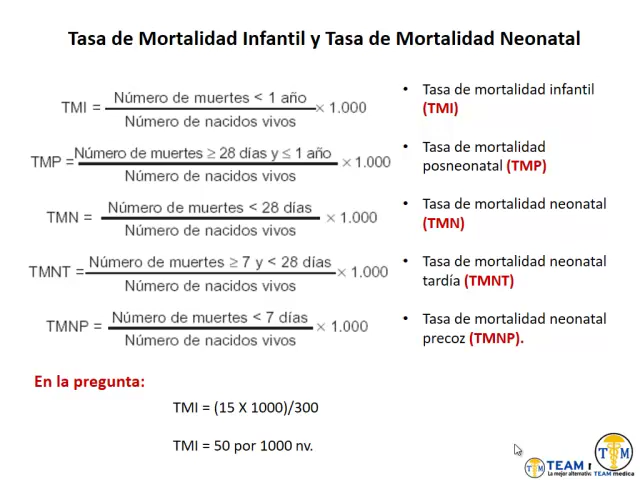 Tasa de Mortalidad Infantil y Tasa de Mortalidad Neonatal
TMI = Número de muertes < 1 año / Número de nacidos vivos × 1.000
TMP = Número de muertes ≥ 28 días y ≤ 1 año / Número de nacidos vivos × 1.000
TMN = Número de muertes < 28 días / Número de nacidos vivos × 1.000
TMNT = Número de muertes ≥ 7 y < 28 días / Número de nacidos vivos × 1.000
TMNP = Número de muertes < 7 días / Número de nacidos vivos × 1.000
• Tasa de mortalidad infantil
(TMI)
• Tasa de mortalidad
posneonatal (TMP)
• Tasa de mortalidad neonatal
(TMN)
• Tasa de mortalidad neonatal
tardía (TMNT)
• Tasa de mortalidad neonatal
precoz (TMNP).
En la pregunta:
TMI = (15 X 1000)/300
TMI = 50 por 1000 nv.
TM
TEAM
La mejor alternativa
TM
TEAM medica